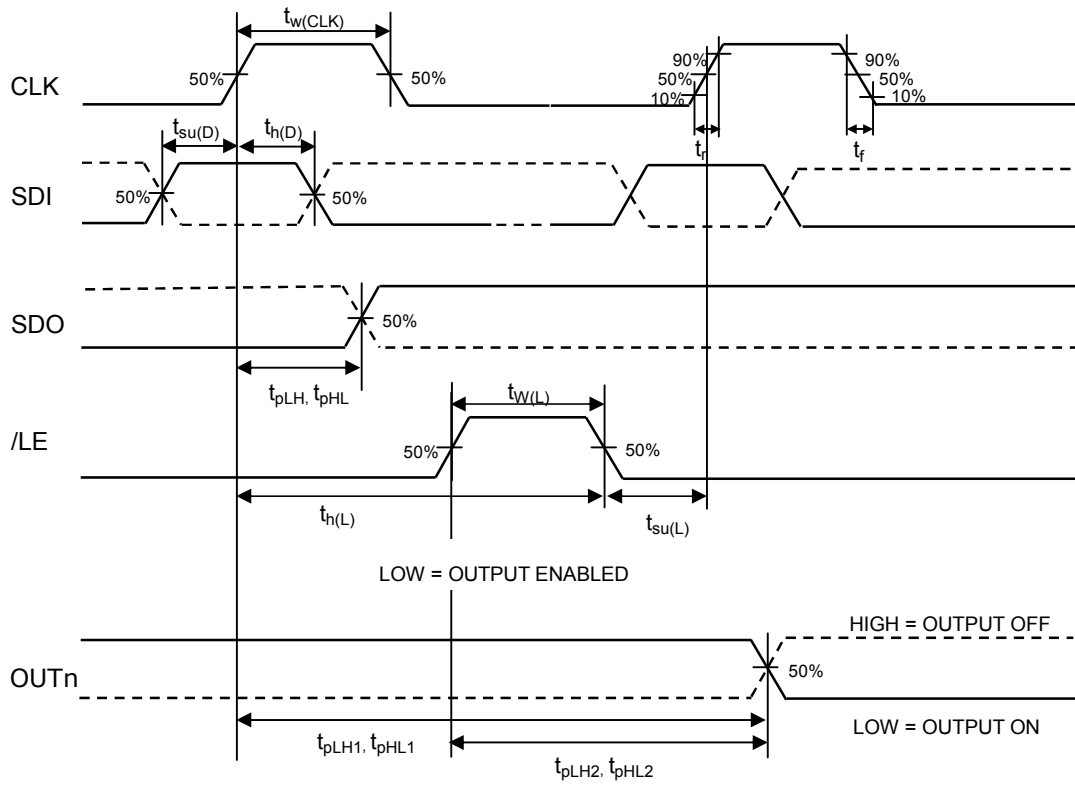 tw(CLK)
CLK
50%
50%
90%
50%
10%
90%
50%
10%
tsu(D)
th(D)
tr
tf
SDI
50%
50%
SDO
50%
tpLH, tpHL
tW(L)
/LE
50%
50%
th(L)
tsu(L)
LOW = OUTPUT ENABLED
HIGH = OUTPUT OFF
OUTn
50%
LOW = OUTPUT ON
tpLH1, tpHL1
tpLH2, tpHL2